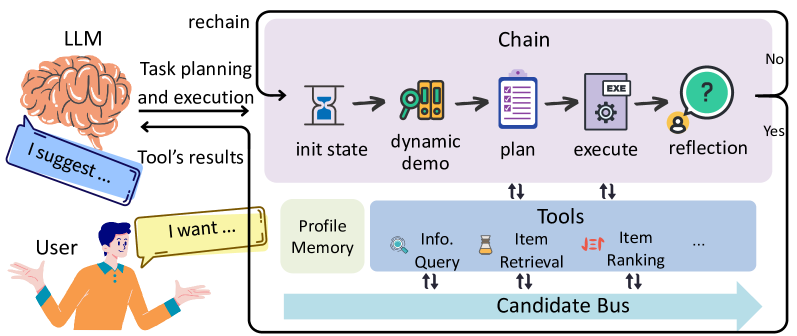 rechain
LLM
Chain
No
Task planning
and execution
EXE
?
init state
dynamic
demo
plan
execute
reflection
Yes
I suggest ...
Tool's results
I want ...
User
Profile
Memory
Tools
Info.
Query
Item
Retrieval
Item
Ranking
...
Candidate Bus